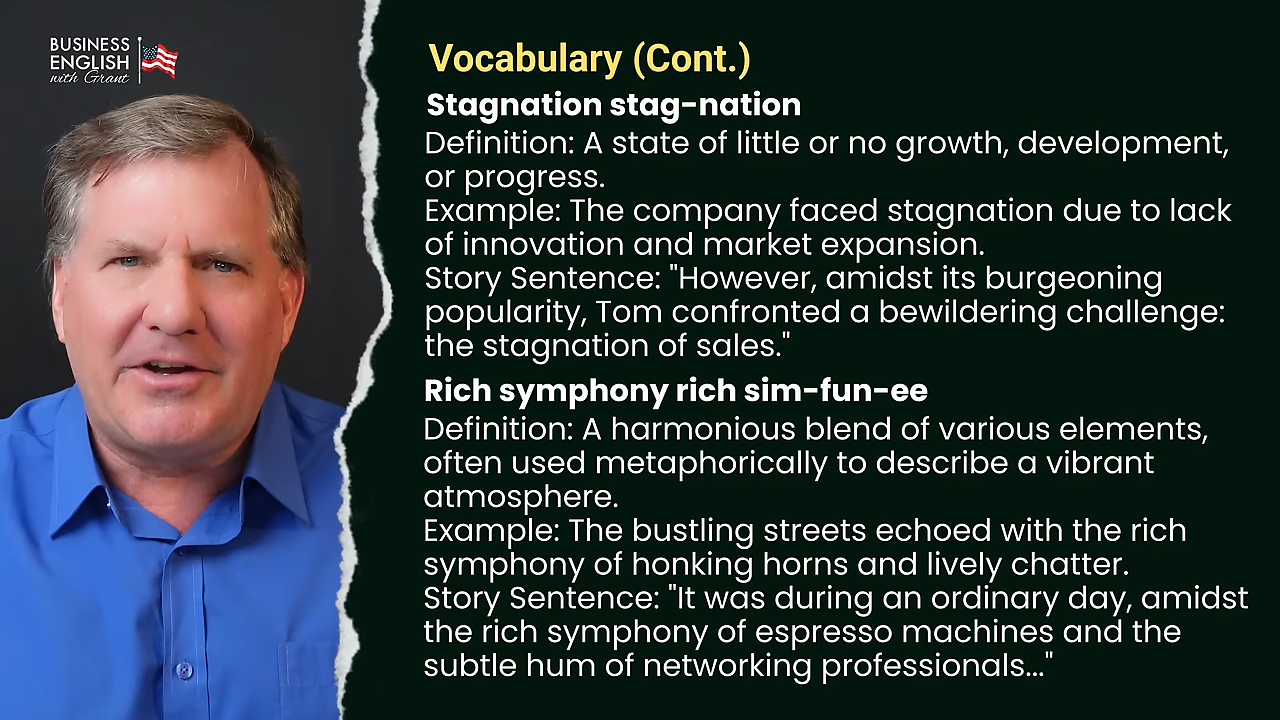 BUSINESS
ENGLISH
with Grant
Vocabulary (Cont.)
Stagnation stag-nation
Definition: A state of little or no growth, development,
or progress.
Example: The company faced stagnation due to lack
of innovation and market expansion.
Story Sentence: "However, amidst its burgeoning
popularity, Tom confronted a bewildering challenge:
the stagnation of sales."
Rich symphony rich sim-fun-ee
Definition: A harmonious blend of various elements,
often used metaphorically to describe a vibrant
atmosphere.
Example: The bustling streets echoed with the rich
symphony of honking horns and lively chatter.
Story Sentence: "It was during an ordinary day, amidst
the rich symphony of espresso machines and the
subtle hum of networking professionals..."